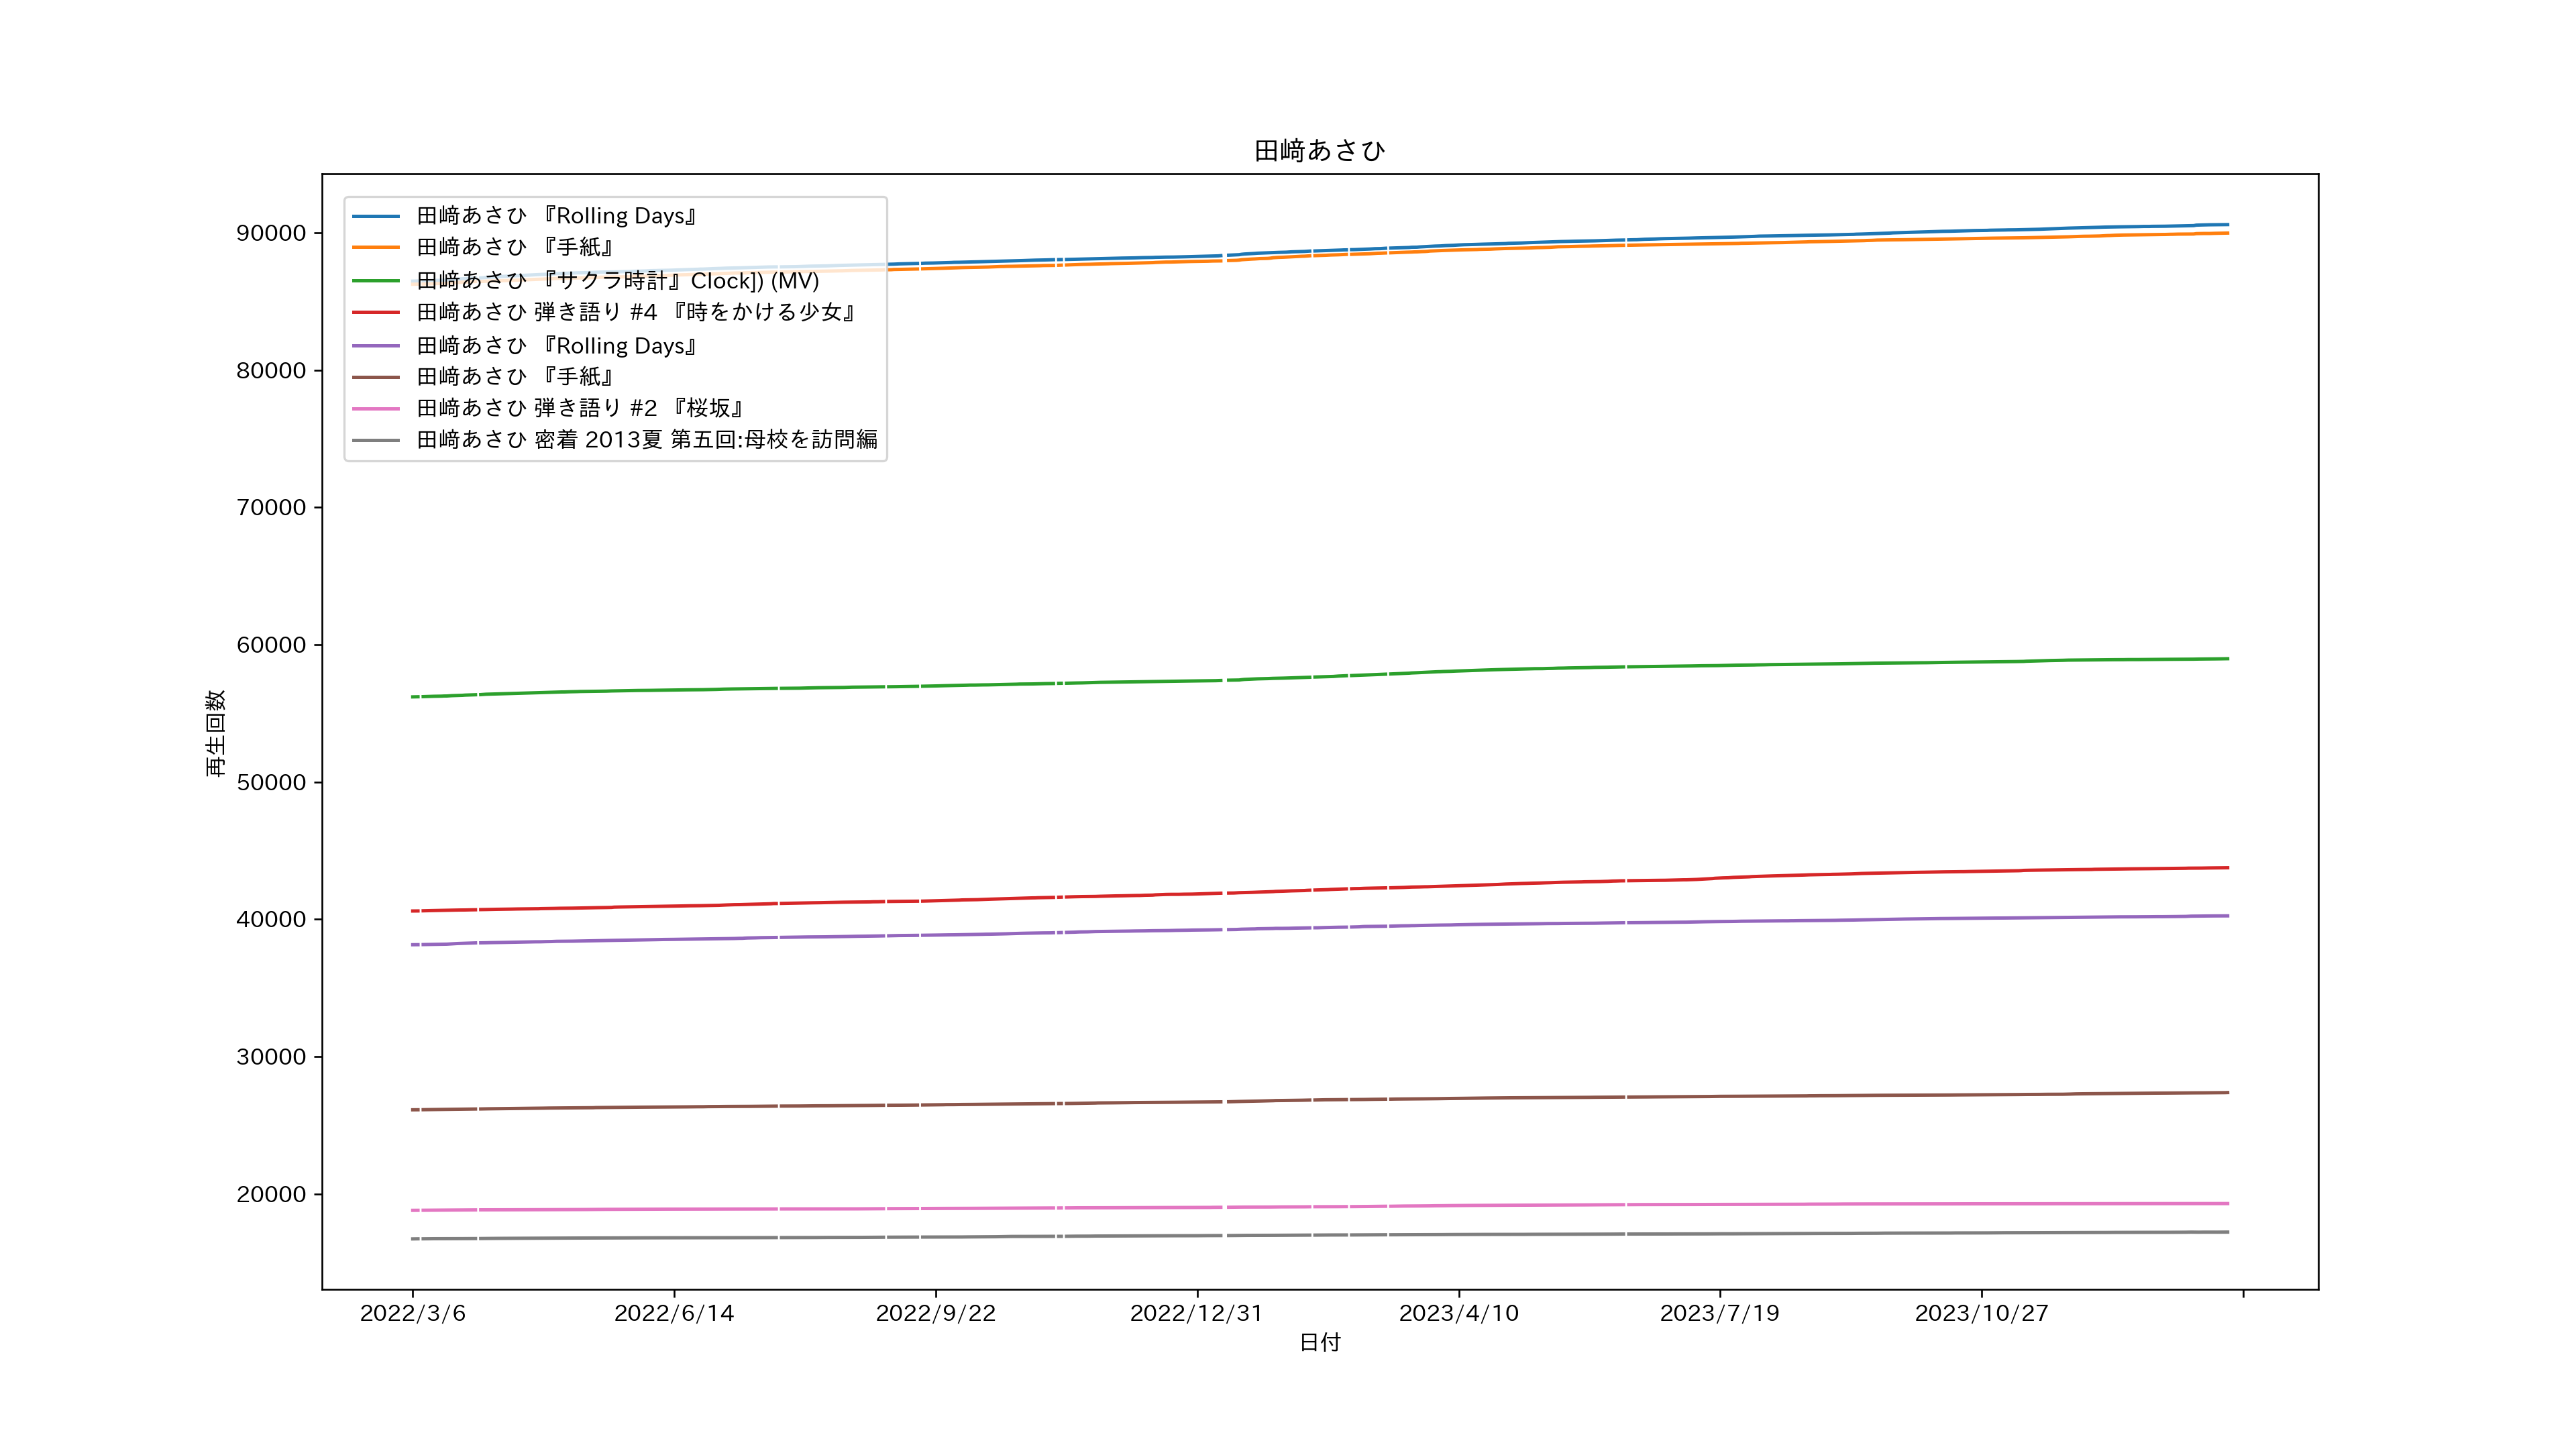 田﨑あさひ
田﨑あさひ 『Rolling Days』
田﨑あさひ 『手紙』
田﨑あさひ 『サクラ時計』Clock]) (MV)
田﨑あさひ 弾き語り #4 『時をかける少女』
田﨑あさひ 『Rolling Days』
田﨑あさひ 『手紙』
田﨑あさひ 弾き語り #2 『桜坂』
田﨑あさひ 密着 2013夏 第五回:母校を訪問編
90000
80000
70000
60000
50000
40000
30000
20000
再生回数
2022/3/6
2022/6/14
2022/9/22
2022/12/31
2023/4/10
2023/7/19
2023/10/27
日付